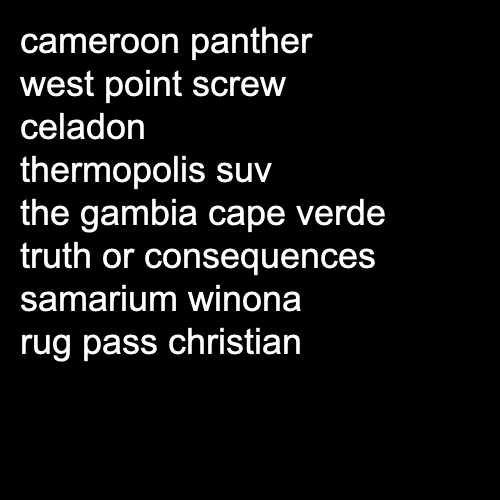 cameroon panther
west point screw
celadon
thermopolis suv
the gambia cape verde
truth or consequences
samarium winona
rug pass christian